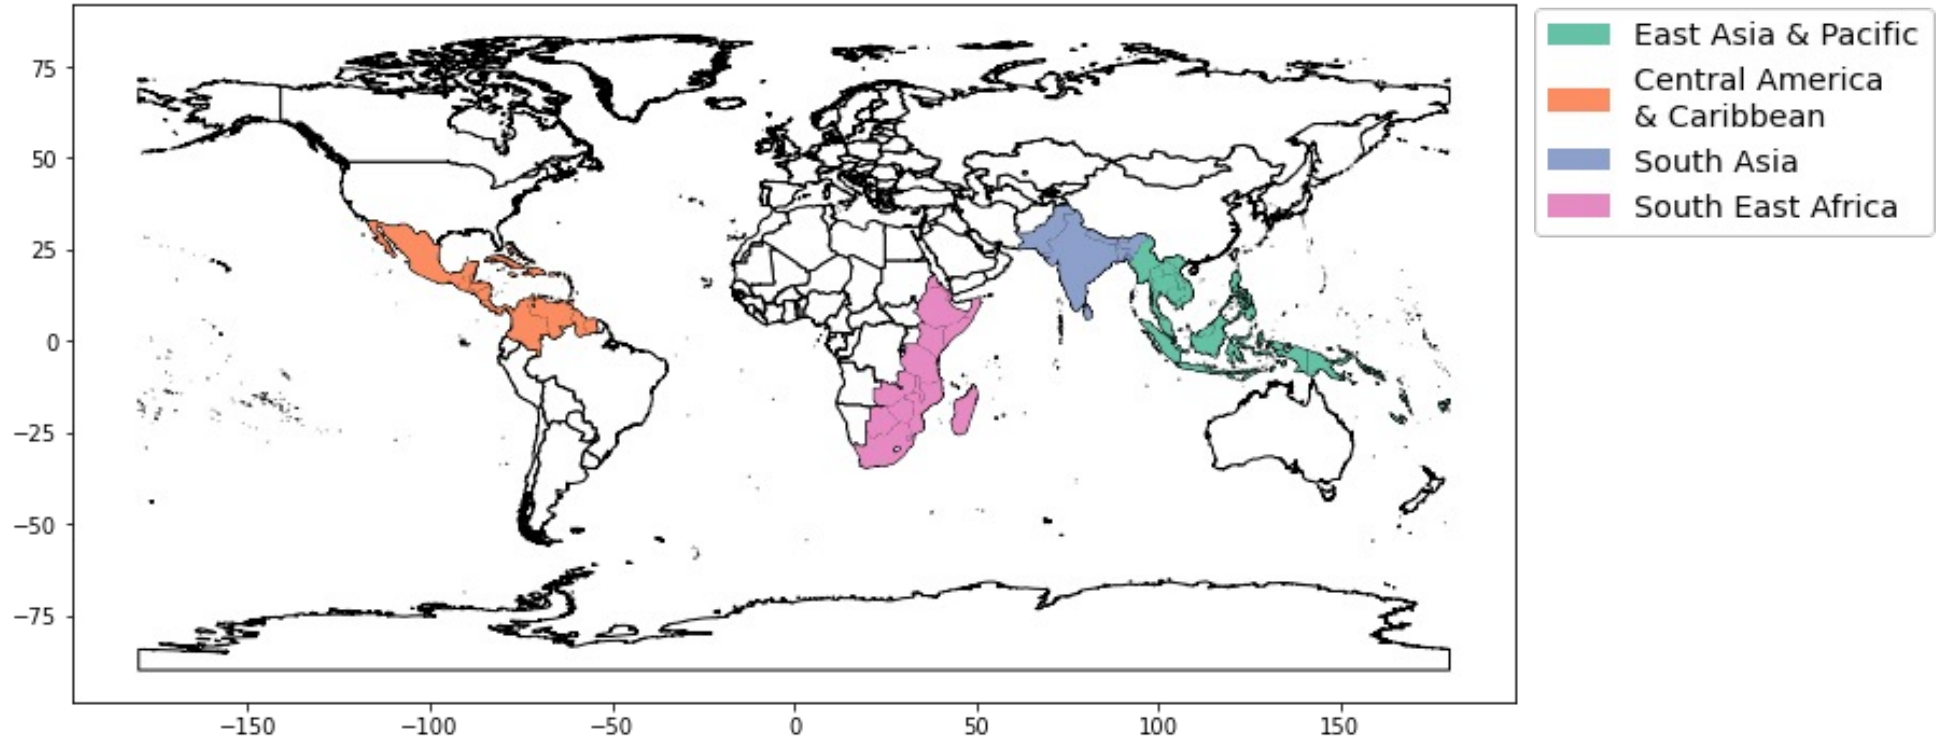 75
50
25
0
−25
−50
−75
−150
−100
−50
0
50
100
150
East Asia & Pacific
Central America
& Caribbean
South Asia
South East Africa